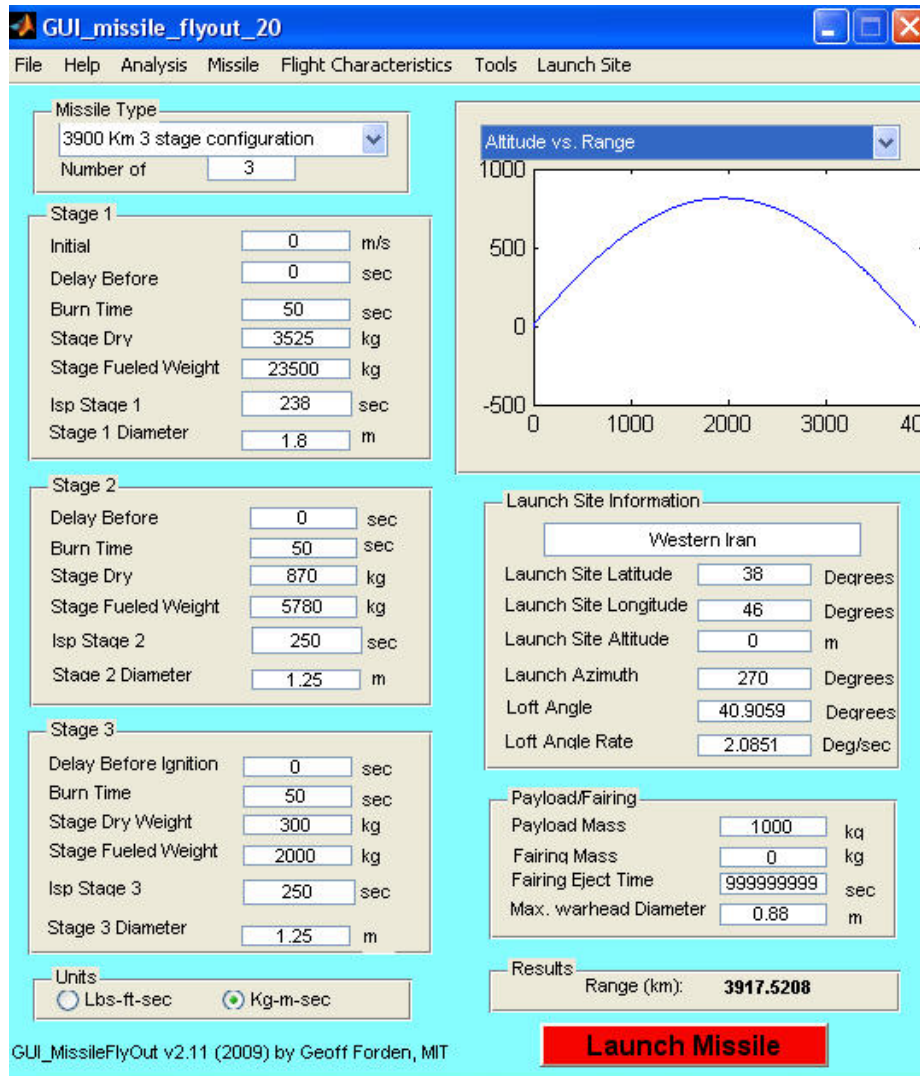 GUI_missile_flyout_20
File Help Analysis Missile Flight Characteristics Tools Launch Site
Missile Type
3900 Km 3 stage configuration
Number of 3
Stage 1
Initial 0 m/s
Delay Before 0 sec
Burn Time 50 sec
Stage Dry 3525 kg
Stage Fueled Weight 23500 kg
Isp Stage 1 238 sec
Stage 1 Diameter 1.8 m
Stage 2
Delay Before 0 sec
Burn Time 50 sec
Stage Dry 870 kg
Stage Fueled Weight 5780 kg
Isp Stage 2 250 sec
Stage 2 Diameter 1.25 m
Stage 3
Delay Before Ignition 0 sec
Burn Time 50 sec
Stage Dry Weight 300 kg
Stage Fueled Weight 2000 kg
Isp Stage 3 250 sec
Stage 3 Diameter 1.25 m
Units
Lbs-ft-sec Kg-m-sec
GUI_MissileFlyOut v2.11 (2009) by Geoff Forden, MIT
Altitude vs. Range
1000
500
0
-500
0 1000 2000 3000 40
Launch Site Information
Western Iran
Launch Site Latitude 38 Degrees
Launch Site Longitude 46 Degrees
Launch Site Altitude 0 m
Launch Azimuth 270 Degrees
Loft Angle 40.9059 Degrees
Loft Angle Rate 2.0851 Deg/sec
Payload/Fairing
Payload Mass 1000 kg
Fairing Mass 0 kg
Fairing Eject Time 999999999 sec
Max. warhead Diameter 0.88 m
Results
Range (km): 3917.5208
Launch Missile